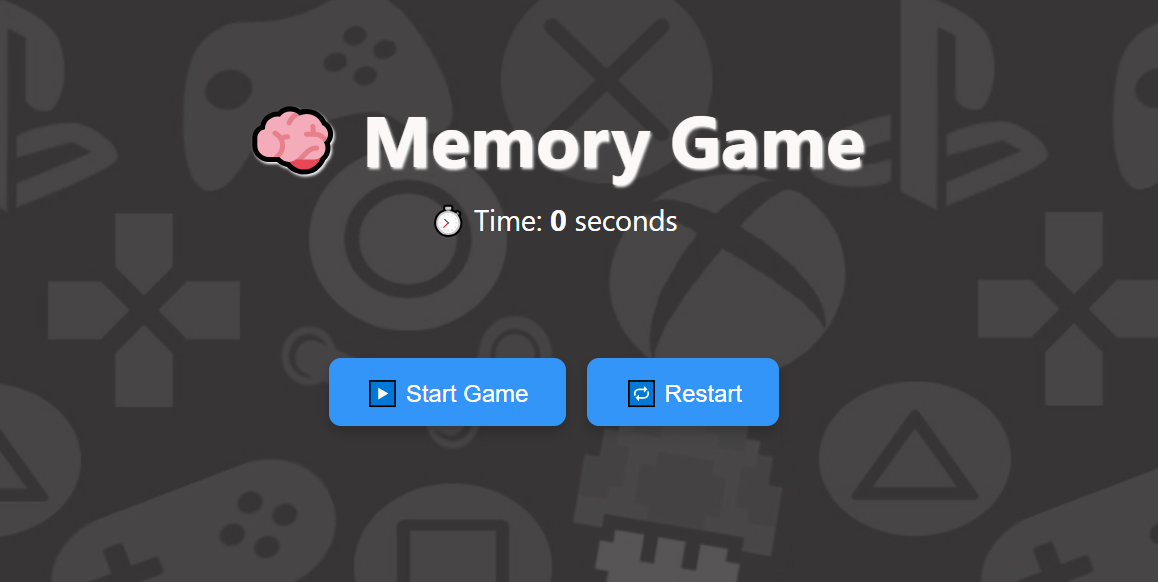 🧠 Memory Game
⏱️ Time: 0 seconds
▶️ Start Game
🔁 Restart